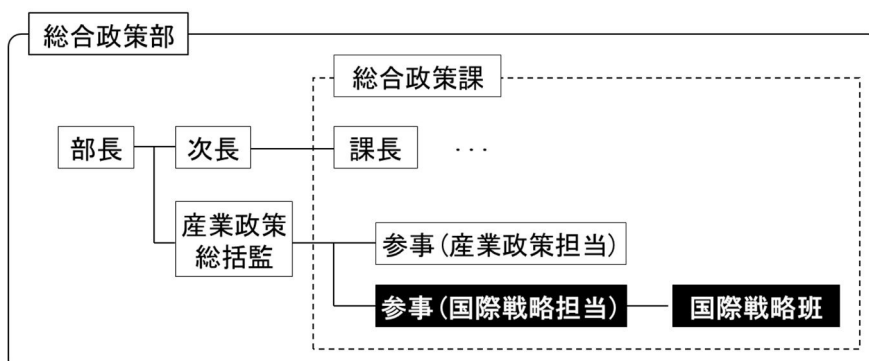 総合政策部
総合政策課
部長
次長
課長
・・・
産業政策
総括監
参事(産業政策担当)
参事(国際戦略担当)
国際戦略班